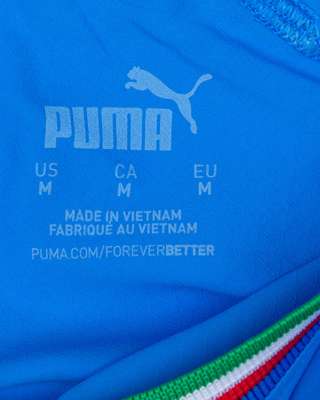 PUMA
US CA EU
M M M
MADE IN VIETNAM
FABRIQUÉ AU VIETNAM
PUMA.COM/FOREVERBETTER